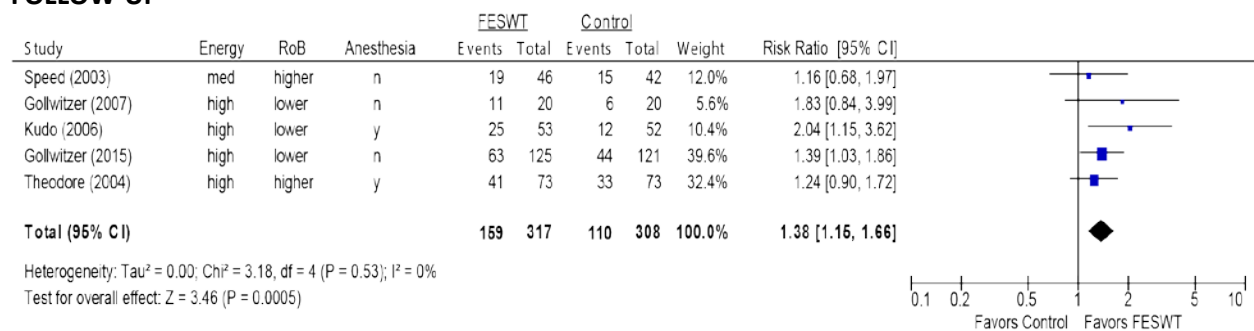 FOLLOW-UP
FESWT Control
Study Energy RoB Anesthesia Events Total Events Total Weight Risk Ratio [95% CI]
Speed (2003) med higher n 19 46 15 42 12.0% 1.16 [0.68, 1.97]
Gollwitzer (2007) high lower n 11 20 6 20 5.6% 1.83 [0.84, 3.99]
Kudo (2006) high lower y 25 53 12 52 10.4% 2.04 [1.15, 3.62]
Gollwitzer (2015) high lower n 63 125 44 121 39.6% 1.39 [1.03, 1.86]
Theodore (2004) high higher y 41 73 33 73 32.4% 1.24 [0.90, 1.72]
Total (95% CI) 159 317 110 308 100.0% 1.38 [1.15, 1.66]
Heterogeneity: Tau² = 0.00; Chi² = 3.18, df = 4 (P = 0.53); I² = 0%
Test for overall effect: Z = 3.46 (P = 0.0005)
0.1 0.2 0.5 1 2 5 10
Favors Control Favors FESWT